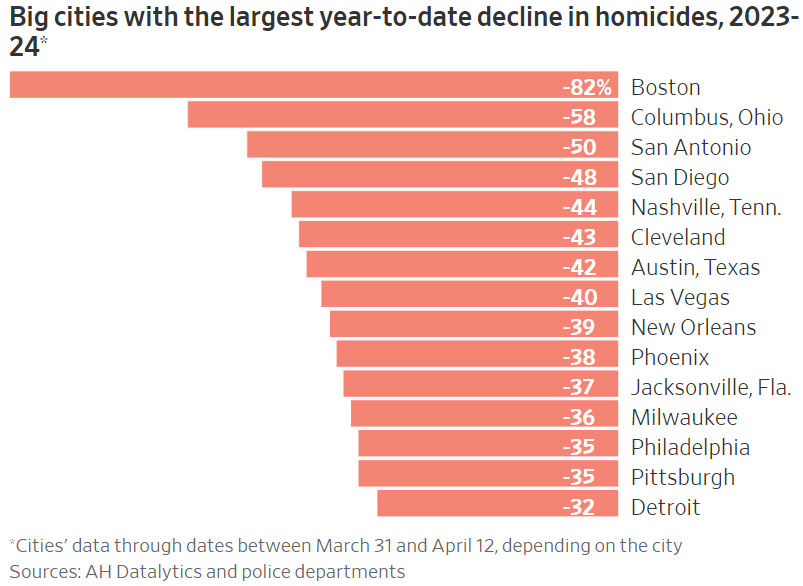 Big cities with the largest year-to-date decline in homicides, 2023-
24*
-82% Boston
-58 Columbus, Ohio
-50 San Antonio
-48 San Diego
-44 Nashville, Tenn.
-43 Cleveland
-42 Austin, Texas
-40 Las Vegas
-39 New Orleans
-38 Phoenix
-37 Jacksonville, Fla.
-36 Milwaukee
-35 Philadelphia
-35 Pittsburgh
-32 Detroit
*Cities’ data through dates between March 31 and April 12, depending on the city
Sources: AH Datalytics and police departments